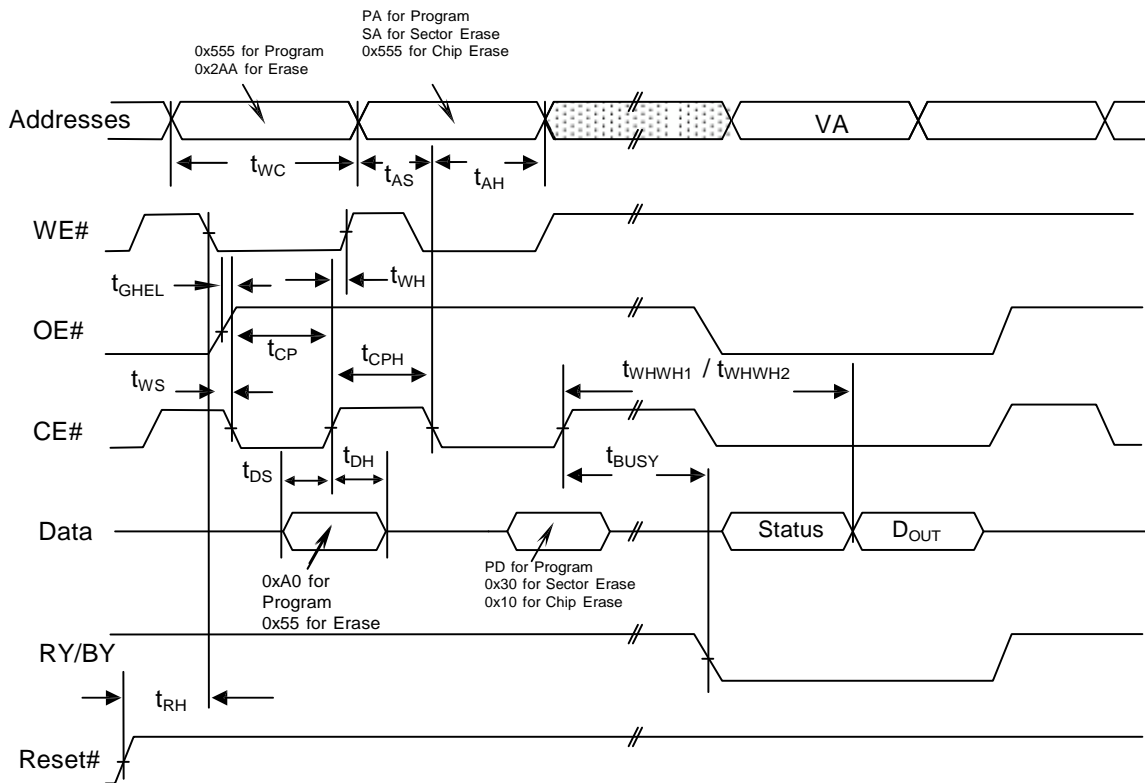 PA for Program
SA for Sector Erase
0x555 for Chip Erase
0x555 for Program
0x2AA for Erase
Addresses
VA
tWC
tAS
tAH
WE#
tGHEL
tWH
OE#
tCP
tCPH
tWHWH1 / tWHWH2
tWS
CE#
tDS
tDH
tBUSY
Data
Status
DOUT
0xA0 for
Program
0x55 for Erase
PD for Program
0x30 for Sector Erase
0x10 for Chip Erase
RY/BY
tRH
Reset#